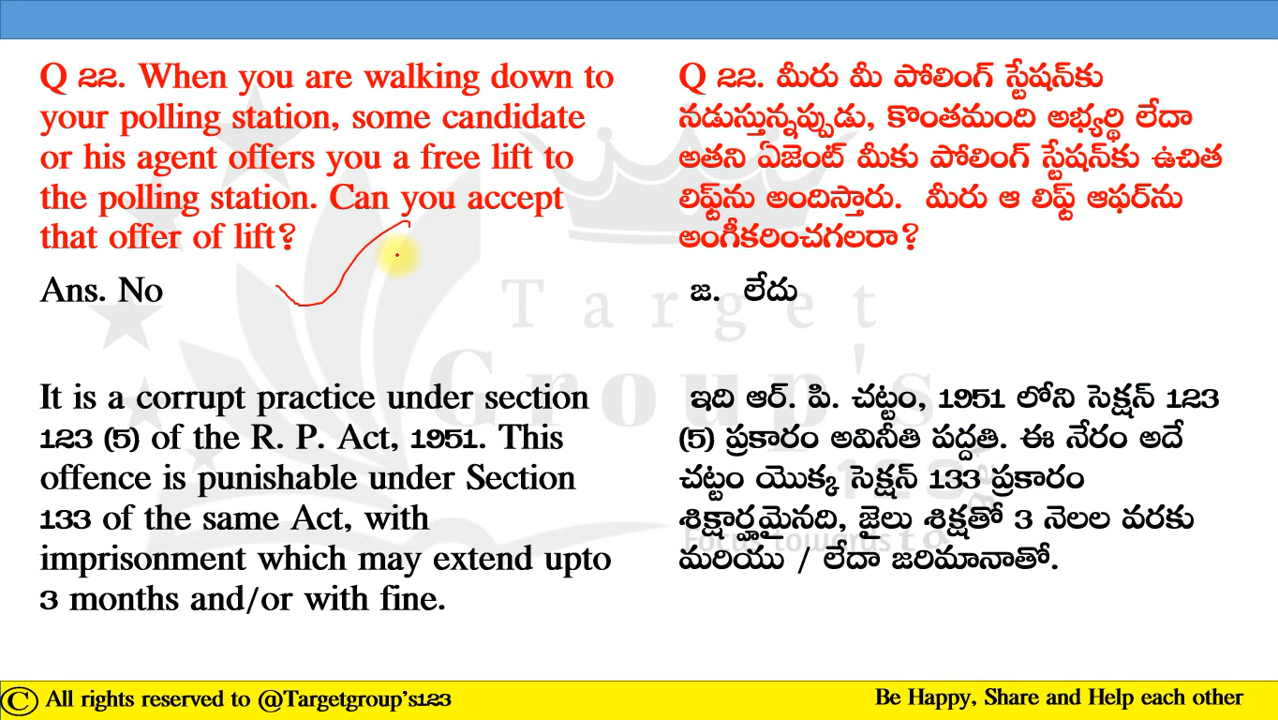 Q 22. When you are walking down to
your polling station, some candidate
or his agent offers you a free lift to
the polling station. Can you accept
that offer of lift?
Ans. No
It is a corrupt practice under section
123 (5) of the R. P. Act, 1951. This
offence is punishable under Section
133 of the same Act, with
imprisonment which may extend upto
3 months and/or with fine.
Q 22. మీరు మీ పోలింగ్ స్టేషన్‌కు
నడుస్తున్నప్పుడు, కొంతమంది అభ్యర్థి లేదా
అతని ఏజెంట్ మీకు పోలింగ్ స్టేషన్‌కు ఉచిత
లిఫ్ట్‌ను అందిస్తారు. మీరు ఆ లిఫ్ట్ ఆఫర్‌ను
అంగీకరించగలరా?
జ. లేదు
ఇది ఆర్. పి. చట్టం, 1951 లోని సెక్షన్ 123
(5) ప్రకారం అవినీతి పద్ధతి. ఈ నేరం అదే
చట్టం యొక్క సెక్షన్ 133 ప్రకారం
శిక్షార్హమైనది, జైలు శిక్షతో 3 నెలల వరకు
మరియు / లేదా జరిమానాతో.
Target
Group's
123
Focus towards
© All rights reserved to @Targetgroup's123
Be Happy, Share and Help each other